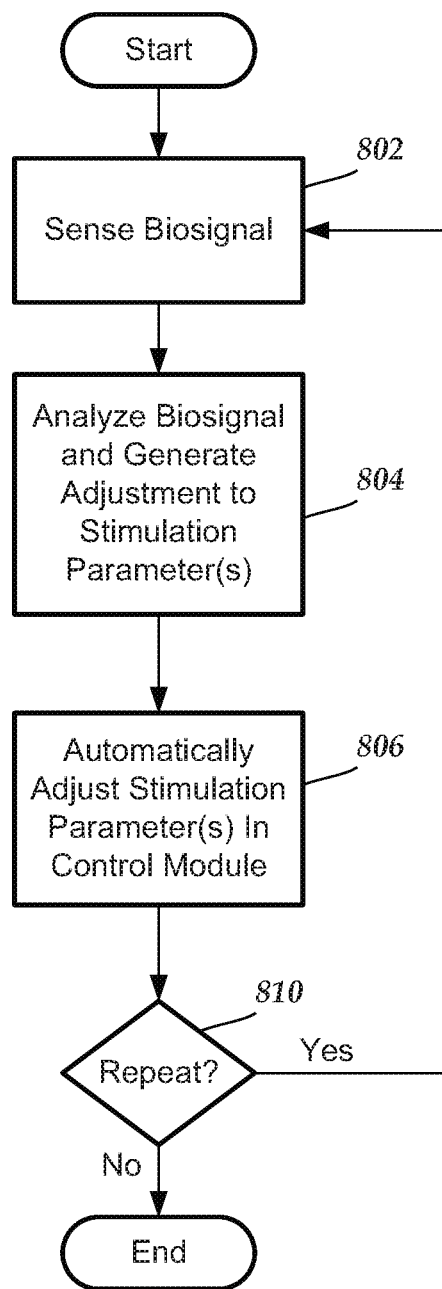 Start
802
Sense Biosignal
Analyze Biosignal
and Generate
Adjustment to
Stimulation
Parameter(s)
804
Automatically
Adjust Stimulation
Parameter(s) In
Control Module
806
810
Repeat?
Yes
No
End